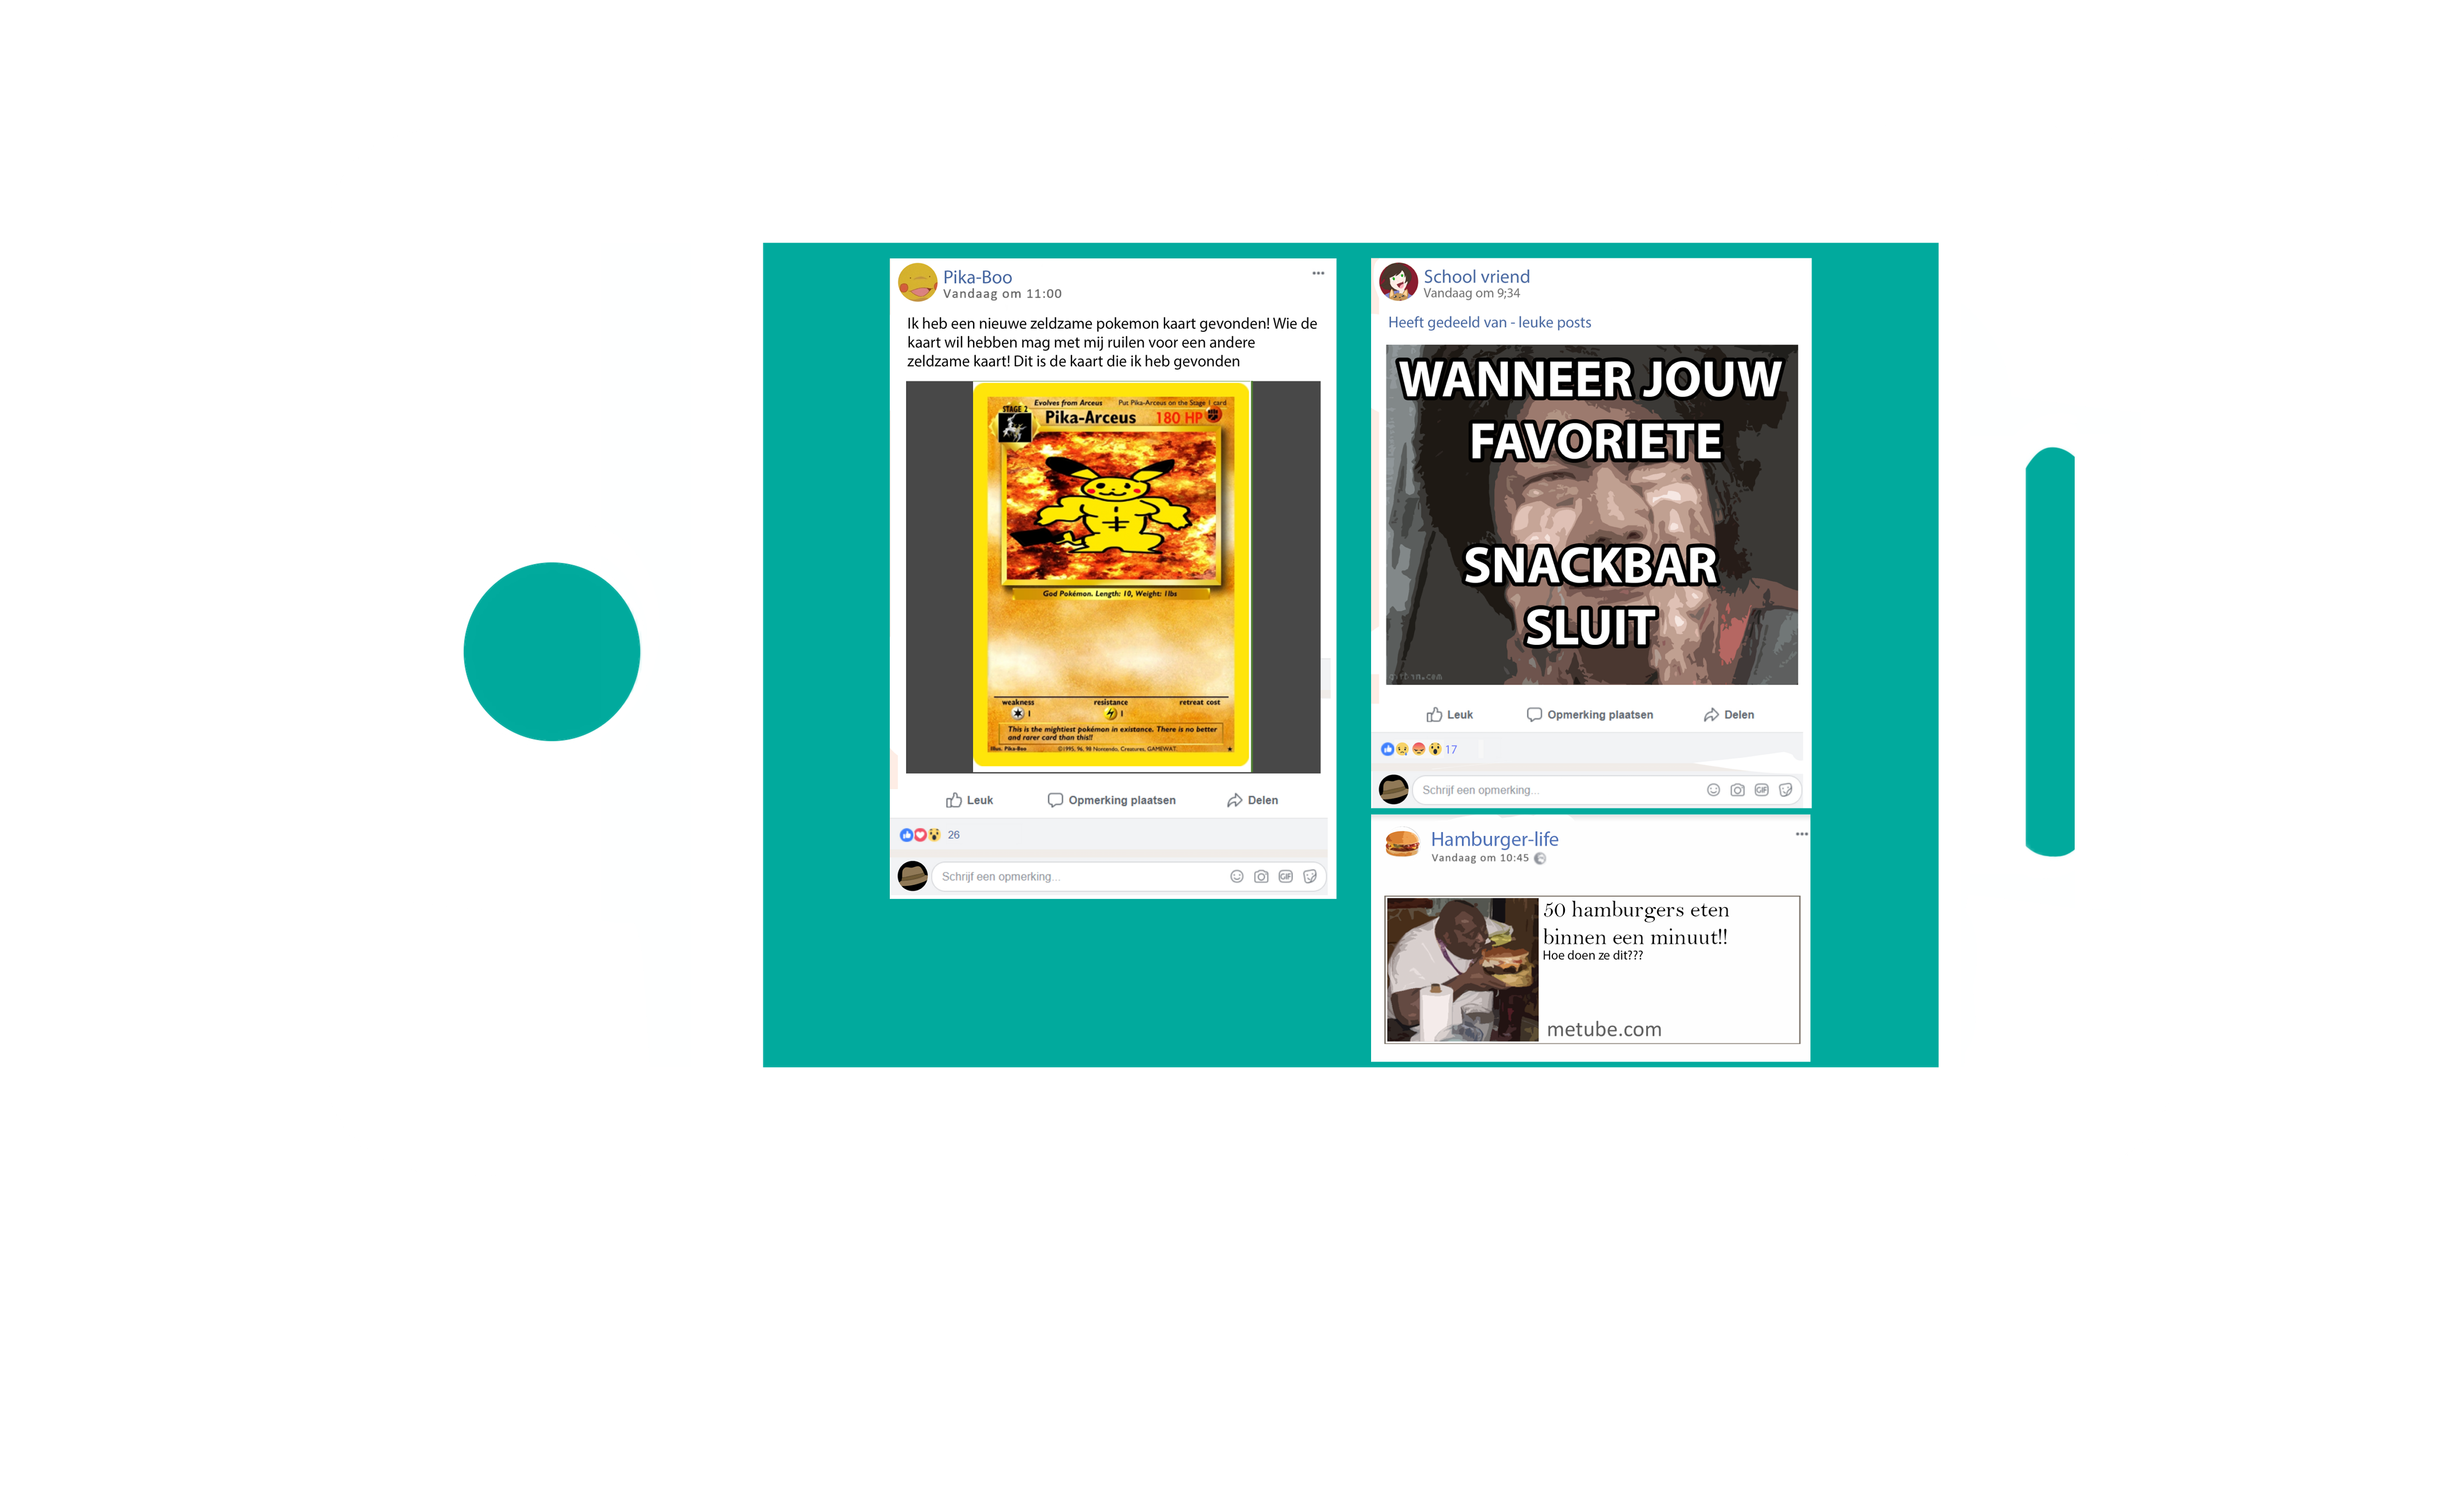 Pika-Boo
Vandaag om 11:00
Ik heb een nieuwe zeldzame pokemon kaart gevonden! Wie de
kaart wil hebben mag met mij ruilen voor een andere
zeldzame kaart! Dit is de kaart die ik heb gevonden
Evolves from Arceus Put Pika-Arceus on the Stage 1 card
STAGE 2
Pika-Arceus 180 HP
God Pokémon. Length: 10, Weight: 1lbs
weakness resistance retreat cost
1 1
This is the mightiest pokémon in existance. There is no better
and rarer card than this!!
Illus. Pika-Boo ©1995, 96, 98 Nintendo, Creatures, GAMEWAT.
Leuk Opmerking plaatsen Delen
26
Schrijf een opmerking... GIF
School vriend
Vandaag om 9;34
Heeft gedeeld van - leuke posts
WANNEER JOUW
FAVORIETE
SNACKBAR
SLUIT
Leuk Opmerking plaatsen Delen
17
Schrijf een opmerking... GIF
Hamburger-life
Vandaag om 10:45
50 hamburgers eten
binnen een minuut!!
Hoe doen ze dit???
metube.com